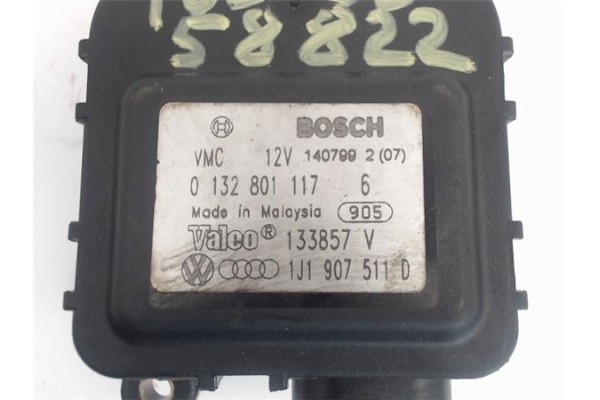 58822
BOSCH
VMC 12V 140799 2 (07)
0 132 801 117 6
Made in Malaysia 905
Valeo® 133857 V
1J1 907 511 D